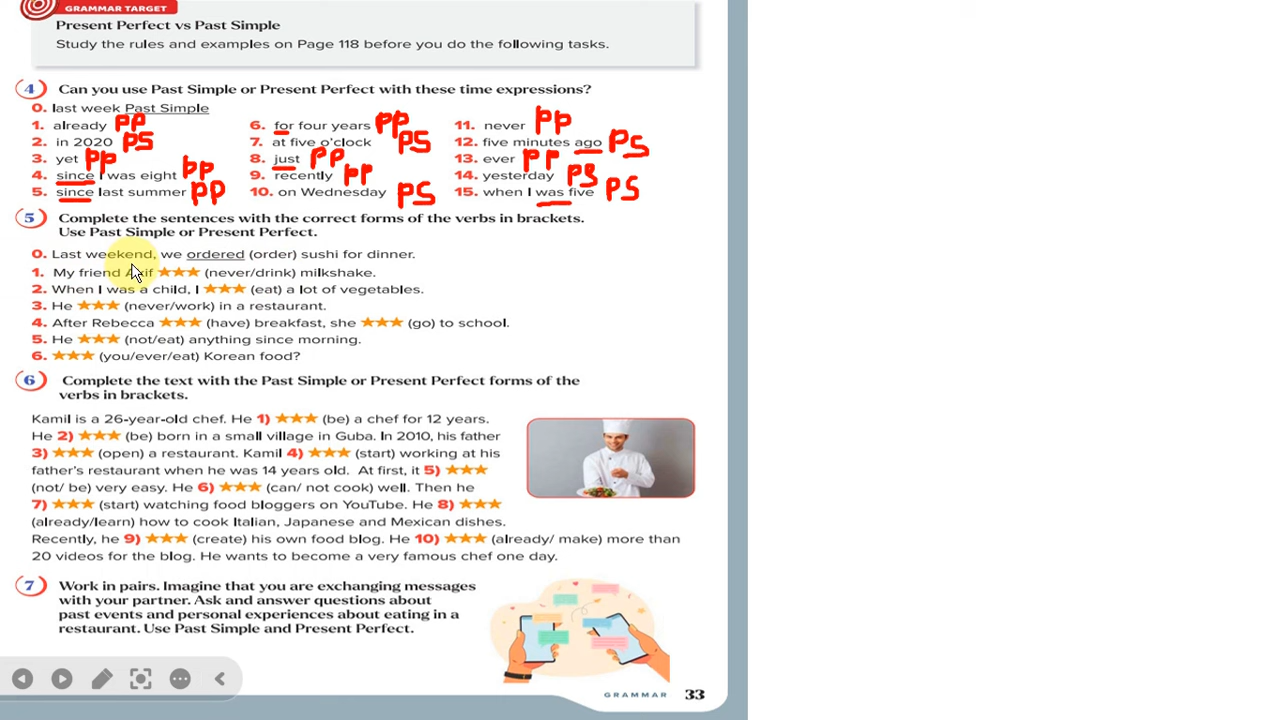 GRAMMAR TARGET
Present Perfect vs Past Simple
Study the rules and examples on Page 118 before you do the following tasks.
4 Can you use Past Simple or Present Perfect with these time expressions?
0. last week Past Simple
1. already PP
2. in 2020 PS
3. yet PP
4. since I was eight PP
5. since last summer PP
6. for four years PP
7. at five o'clock PS
8. just PP
9. recently PP
10. on Wednesday PS
11. never PP
12. five minutes ago PS
13. ever PP
14. yesterday PS
15. when I was five PS
5 Complete the sentences with the correct forms of the verbs in brackets.
Use Past Simple or Present Perfect.
0. Last weekend, we ordered (order) sushi for dinner.
1. My friend Akif ★★★ (never/drink) milkshake.
2. When I was a child, I ★★★ (eat) a lot of vegetables.
3. He ★★★ (never/work) in a restaurant.
4. After Rebecca ★★★ (have) breakfast, she ★★★ (go) to school.
5. He ★★★ (not/eat) anything since morning.
6. ★★★ (you/ever/eat) Korean food?
6 Complete the text with the Past Simple or Present Perfect forms of the
verbs in brackets.
Kamil is a 26-year-old chef. He 1) ★★★ (be) a chef for 12 years.
He 2) ★★★ (be) born in a small village in Guba. In 2010, his father
3) ★★★ (open) a restaurant. Kamil 4) ★★★ (start) working at his
father's restaurant when he was 14 years old. At first, it 5) ★★★
(not/ be) very easy. He 6) ★★★ (can/ not cook) well. Then he
7) ★★★ (start) watching food bloggers on YouTube. He 8) ★★★
(already/learn) how to cook Italian, Japanese and Mexican dishes.
Recently, he 9) ★★★ (create) his own food blog. He 10) ★★★ (already/ make) more than
20 videos for the blog. He wants to become a very famous chef one day.
7 Work in pairs. Imagine that you are exchanging messages
with your partner. Ask and answer questions about
past events and personal experiences about eating in a
restaurant. Use Past Simple and Present Perfect.
GRAMMAR 33